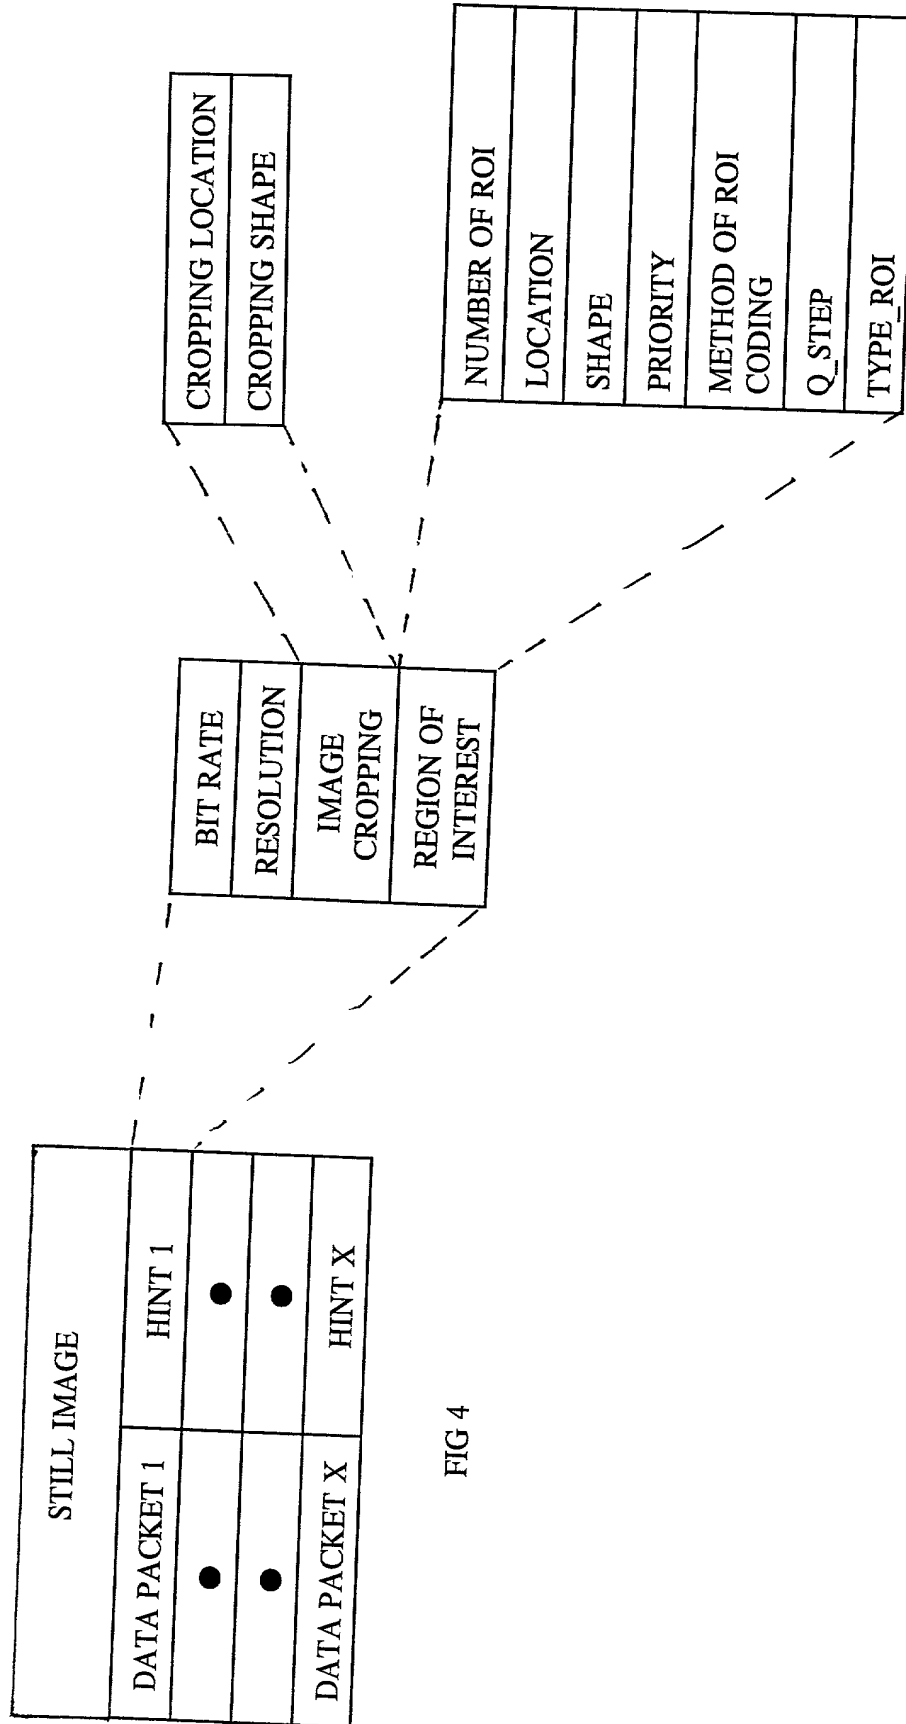 STILL IMAGE
DATA PACKET 1 HINT 1
DATA PACKET X HINT X
BIT RATE
RESOLUTION
IMAGE
CROPPING
REGION OF
INTEREST
CROPPING LOCATION
CROPPING SHAPE
NUMBER OF ROI
LOCATION
SHAPE
PRIORITY
METHOD OF ROI
CODING
Q_STEP
TYPE_ROI
FIG 4